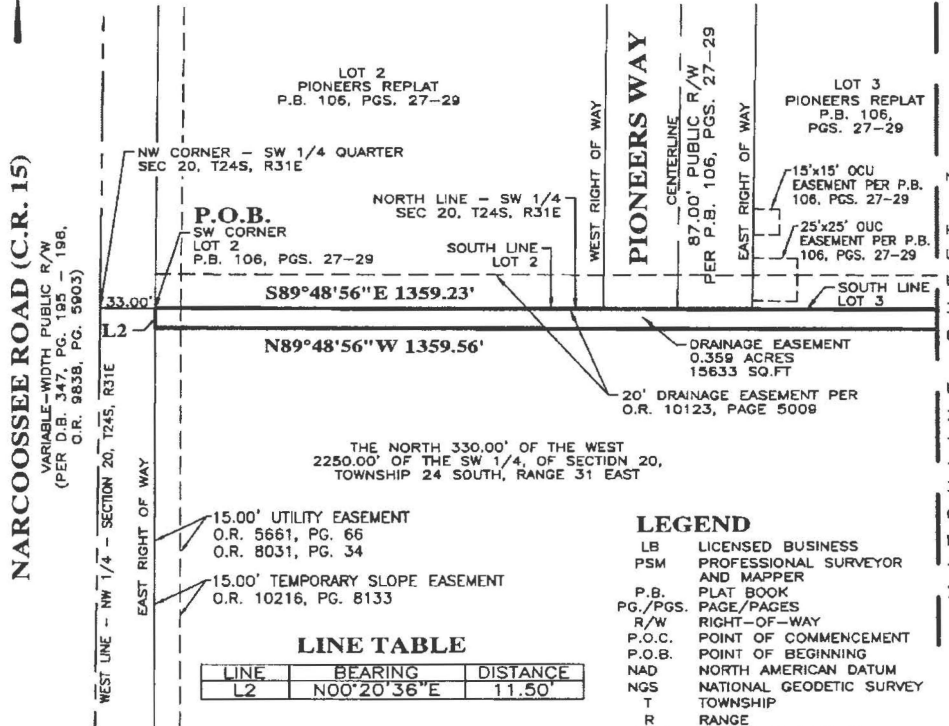 LOT 2
PIONEERS REPLAT
P.B. 106, PGS. 27-29
PIONEERS WAY
WEST RIGHT OF WAY
CENTERLINE
87.00' PUBLIC R/W
PER P.B. 106, PGS. 27-29
EAST RIGHT OF WAY
LOT 3
PIONEERS REPLAT
P.B. 106,
PGS. 27-29
NW CORNER - SW 1/4 QUARTER
SEC 20, T24S, R31E
P.O.B.
SW CORNER
LOT 2
P.B. 106, PGS. 27-29
NORTH LINE - SW 1/4
SEC 20, T24S, R31E
SOUTH LINE
LOT 2
15'x15' OCU
EASEMENT PER P.B.
106, PGS. 27-29
25'x25' OUC
EASEMENT PER P.B.
106, PGS. 27-29
SOUTH LINE
LOT 3
NARCOOSSEE ROAD (C.R. 15)
VARIABLE-WIDTH PUBLIC R/W
(PER D.B. 347, PG. 195 - 198,
O.R. 9838, PG. 5903)
33.00'
L2
S89°48'56"E 1359.23'
N89°48'56"W 1359.56'
DRAINAGE EASEMENT
0.359 ACRES
15633 SQ.FT
20' DRAINAGE EASEMENT PER
O.R. 10123, PAGE 5009
THE NORTH 330.00' OF THE WEST
2250.00' OF THE SW 1/4, OF SECTION 20,
TOWNSHIP 24 SOUTH, RANGE 31 EAST
WEST LINE - NW 1/4 - SECTION 20, T24S, R31E
EAST RIGHT OF WAY
15.00' UTILITY EASEMENT
O.R. 5661, PG. 66
O.R. 8031, PG. 34
15.00' TEMPORARY SLOPE EASEMENT
O.R. 10216, PG. 8133
LINE TABLE
LINE BEARING DISTANCE
L2 N00°20'36"E 11.50'
LEGEND
LB LICENSED BUSINESS
PSM PROFESSIONAL SURVEYOR
AND MAPPER
P.B. PLAT BOOK
PG./PGS. PAGE/PAGES
R/W RIGHT-OF-WAY
P.O.C. POINT OF COMMENCEMENT
P.O.B. POINT OF BEGINNING
NAD NORTH AMERICAN DATUM
NGS NATIONAL GEODETIC SURVEY
T TOWNSHIP
R RANGE